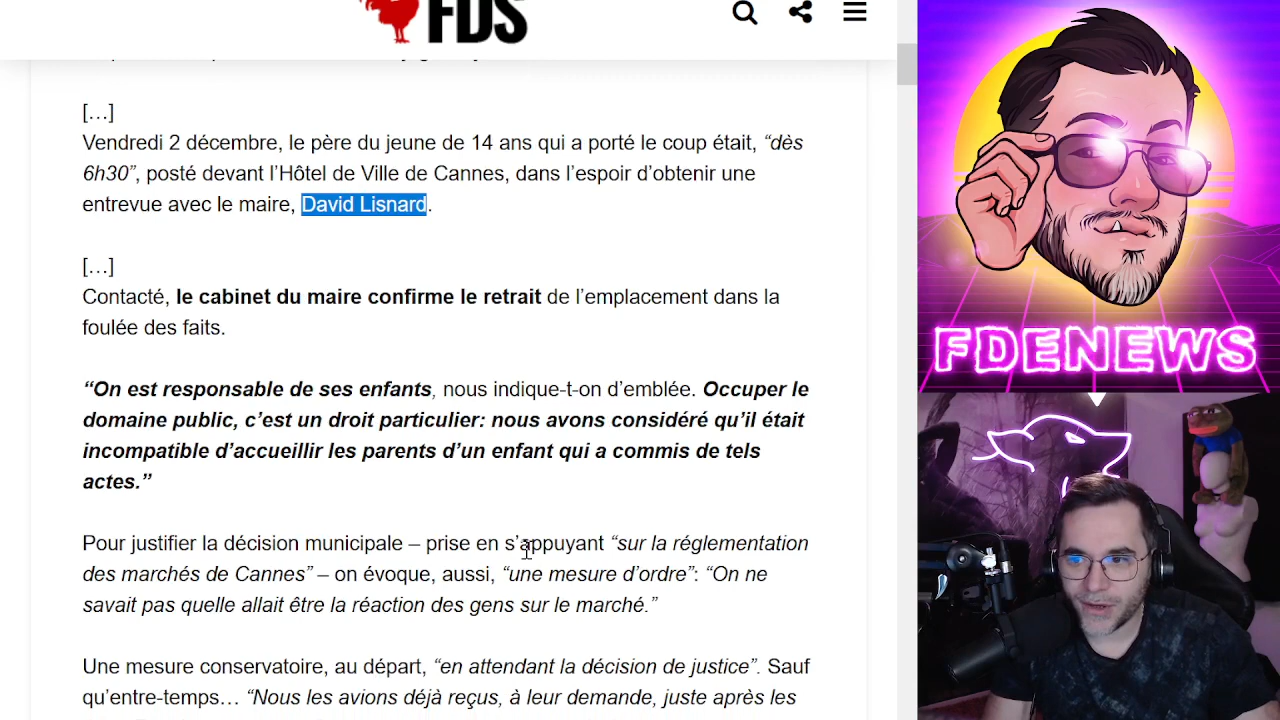 FDS
[…]
Vendredi 2 décembre, le père du jeune de 14 ans qui a porté le coup était, “dès
6h30”, posté devant l’Hôtel de Ville de Cannes, dans l’espoir d’obtenir une
entrevue avec le maire, David Lisnard.
[…]
Contacté, le cabinet du maire confirme le retrait de l’emplacement dans la
foulée des faits.
“On est responsable de ses enfants, nous indique-t-on d’emblée. Occuper le
domaine public, c’est un droit particulier: nous avons considéré qu’il était
incompatible d’accueillir les parents d’un enfant qui a commis de tels
actes.”
Pour justifier la décision municipale – prise en s’appuyant “sur la réglementation
des marchés de Cannes” – on évoque, aussi, “une mesure d’ordre”: “On ne
savait pas quelle allait être la réaction des gens sur le marché.”
Une mesure conservatoire, au départ, “en attendant la décision de justice”. Sauf
qu’entre-temps… “Nous les avions déjà reçus, à leur demande, juste après les
FDENEWS